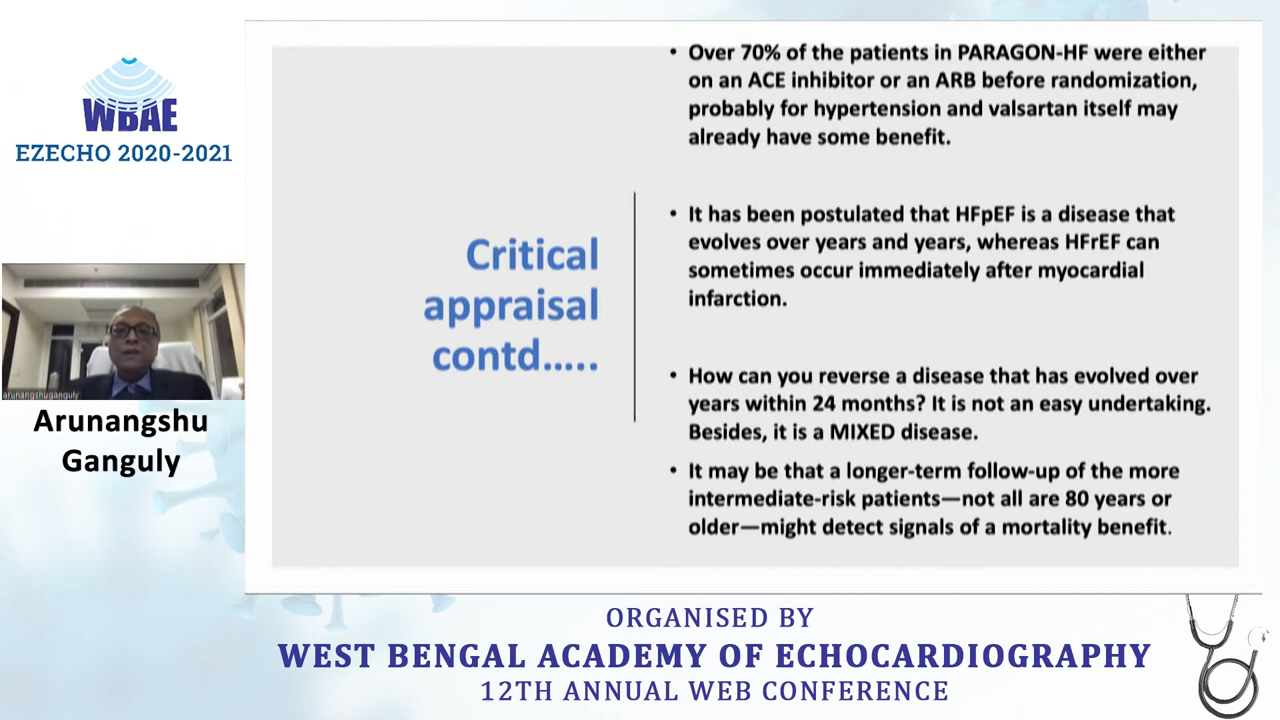 WBAE
EZECHO 2020-2021
arunangshuganguly
Arunangshu
Ganguly
Critical
appraisal
contd.....
• Over 70% of the patients in PARAGON-HF were either
on an ACE inhibitor or an ARB before randomization,
probably for hypertension and valsartan itself may
already have some benefit.
• It has been postulated that HFpEF is a disease that
evolves over years and years, whereas HFrEF can
sometimes occur immediately after myocardial
infarction.
• How can you reverse a disease that has evolved over
years within 24 months? It is not an easy undertaking.
Besides, it is a MIXED disease.
• It may be that a longer-term follow-up of the more
intermediate-risk patients—not all are 80 years or
older—might detect signals of a mortality benefit.
ORGANISED BY
WEST BENGAL ACADEMY OF ECHOCARDIOGRAPHY
12TH ANNUAL WEB CONFERENCE